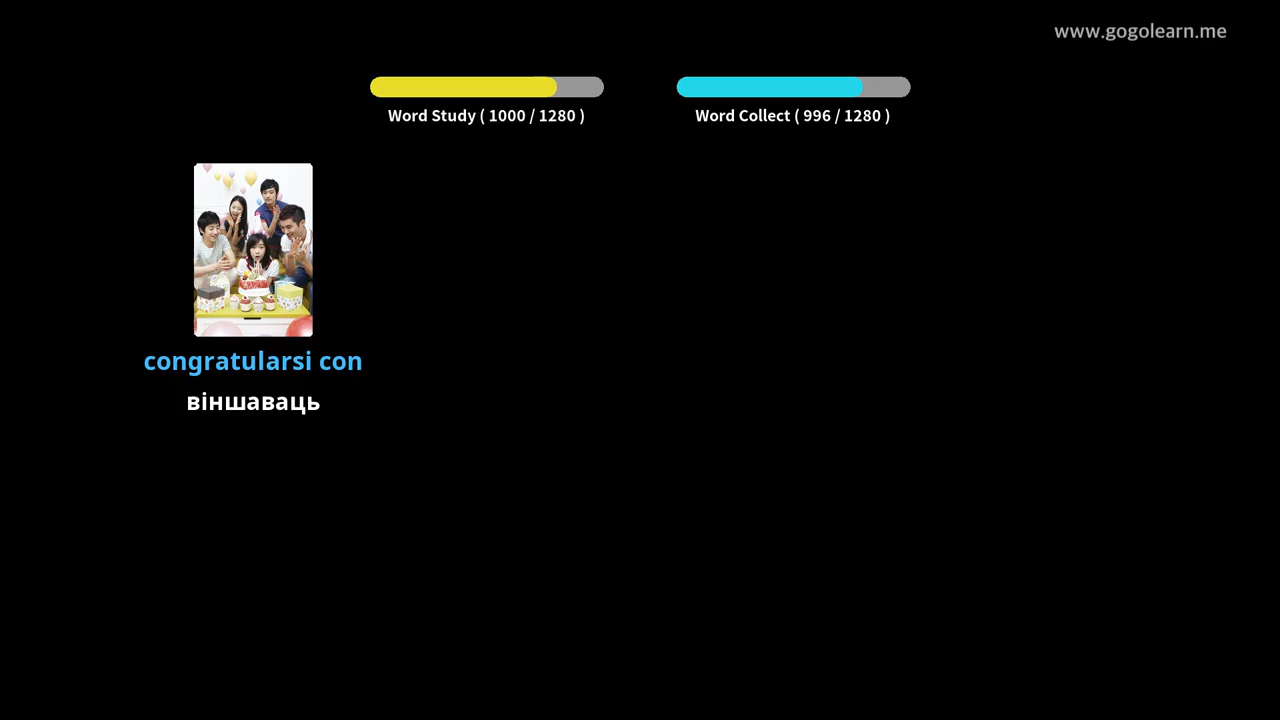 www.gogolearn.me
Word Study ( 1000 / 1280 )
Word Collect ( 996 / 1280 )
congratularsi con
віншаваць